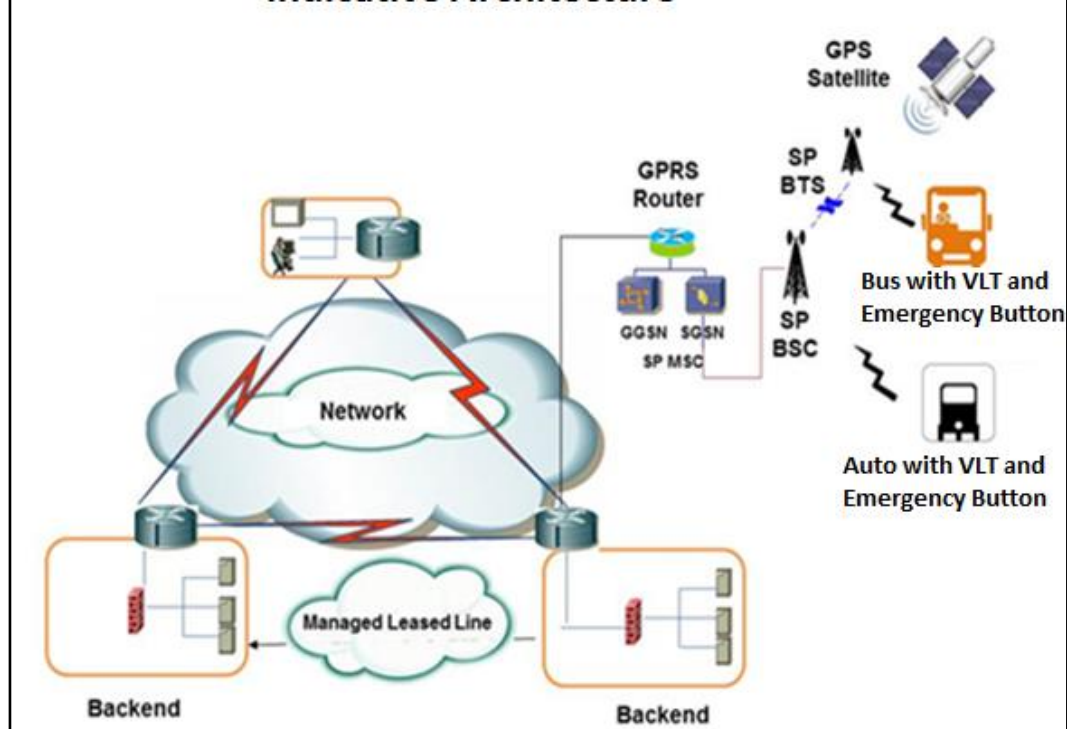 GPS
Satellite
SP
BTS
GPRS
Router
Bus with VLT and
Emergency Button
GGSN SGSN
SP MSC
SP
BSC
Network
Auto with VLT and
Emergency Button
Managed Leased Line
Backend
Backend